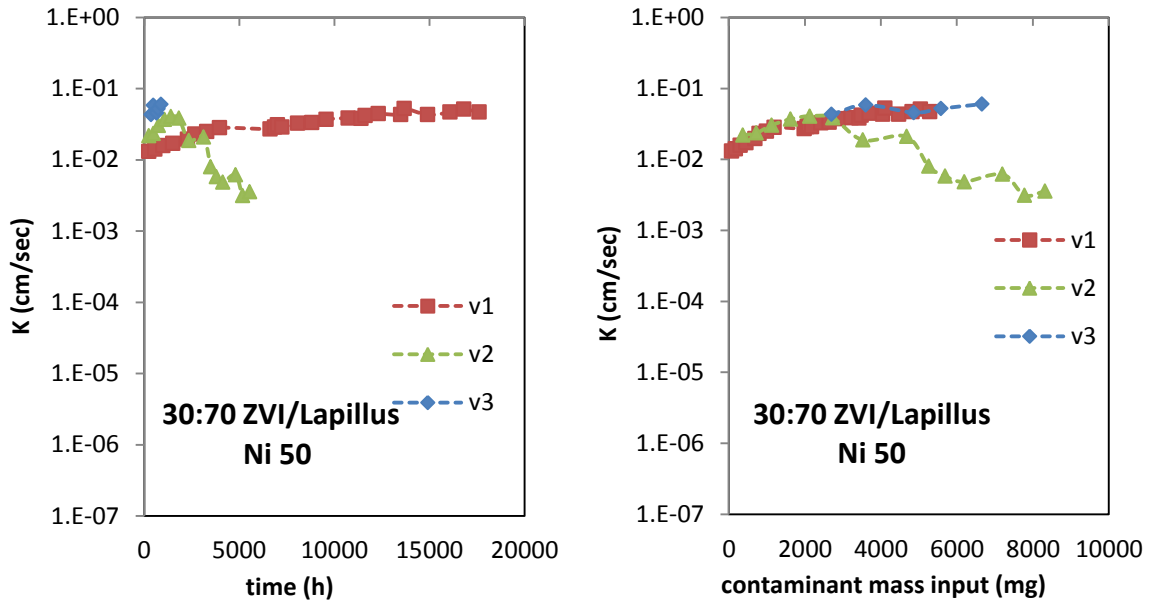 1.E+00
1.E-01
1.E-02
1.E-03
1.E-04
1.E-05
1.E-06
1.E-07
K (cm/sec)
v1
v2
v3
30:70 ZVI/Lapillus
Ni 50
0 5000 10000 15000 20000
time (h)
1.E+00
1.E-01
1.E-02
1.E-03
1.E-04
1.E-05
1.E-06
1.E-07
K (cm/sec)
v1
v2
v3
30:70 ZVI/Lapillus
Ni 50
0 2000 4000 6000 8000 10000
contaminant mass input (mg)